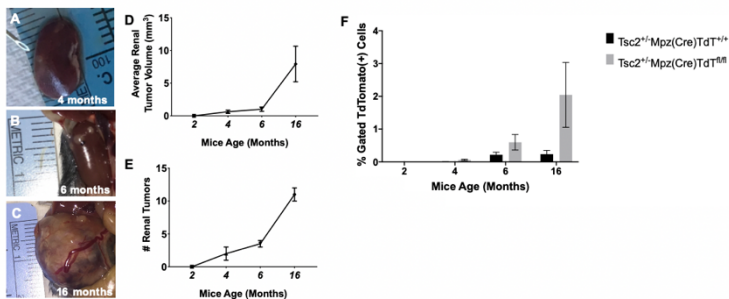 A
4 months
100
B
METRIC 1
6 months
C
METRIC 1
16 months
D
Average Renal
Tumor Volume (mm³)
15
10
5
0
2 4 6 16
Mice Age (Months)
E
# Renal Tumors
15
10
5
0
2 4 6 16
Mice Age (Months)
F
% Gated TdTomato(+) Cells
4
3
2
1
0
2 4 6 16
Mice Age (Months)
Tsc2+/-Mpz(Cre)TdT+/+
Tsc2+/-Mpz(Cre)TdTfl/fl